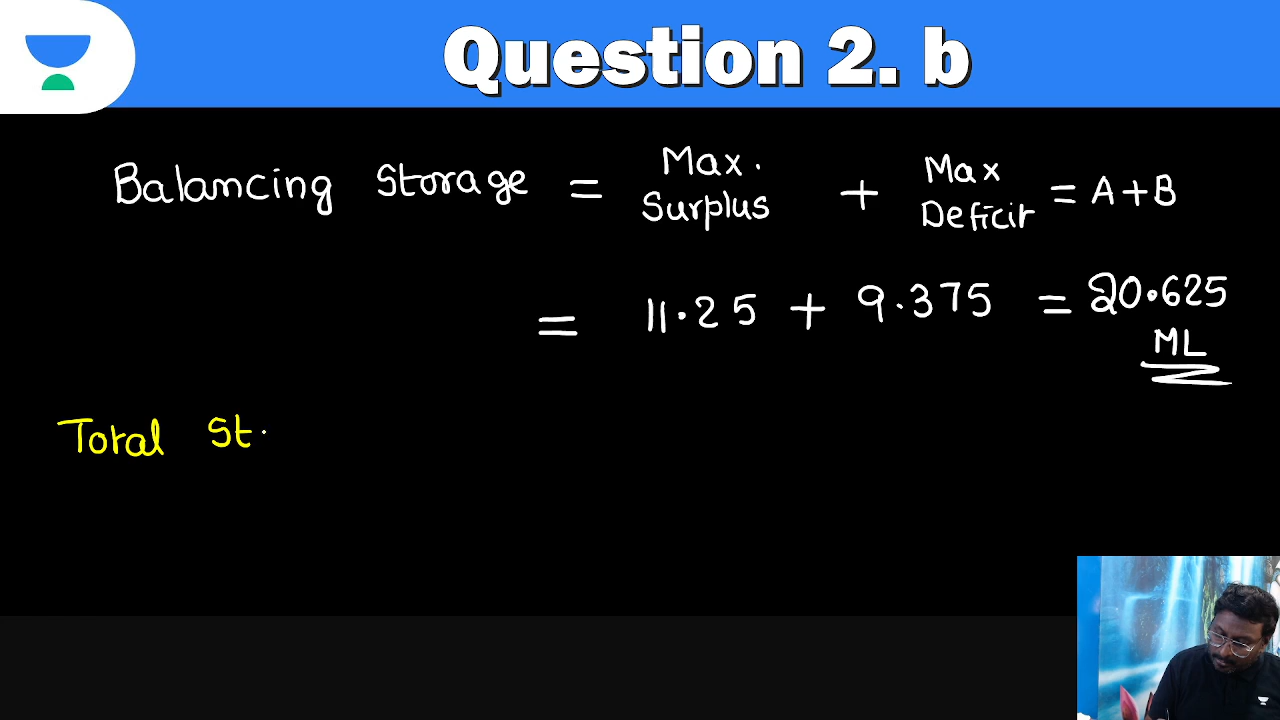 Question 2. b
Balancing Storage = Max. Surplus + Max Deficit = A + B
= 11.25 + 9.375 = 20.625 ML
Total St